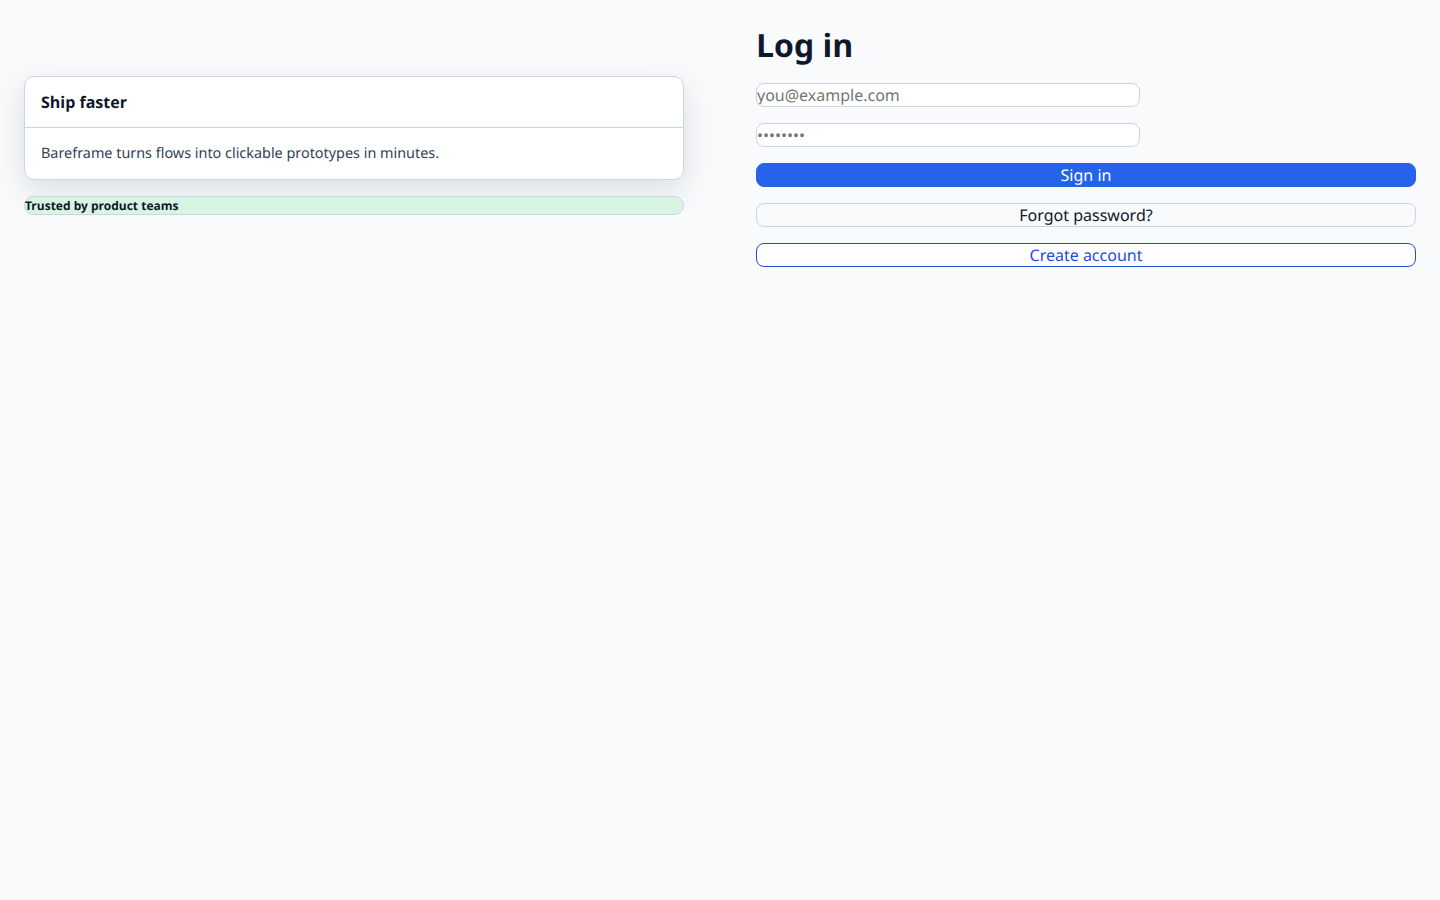 Ship faster
Bareframe turns flows into clickable prototypes in minutes.
Trusted by product teams
Log in
you@example.com
••••••••
Sign in
Forgot password?
Create account